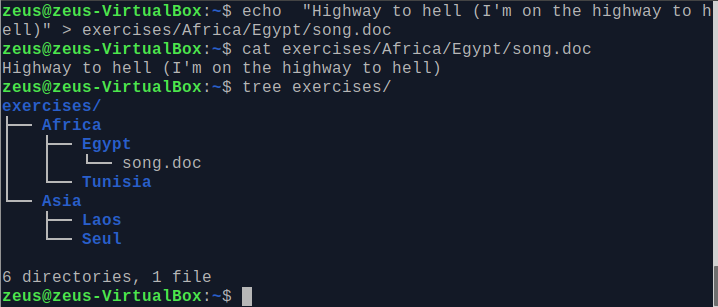 zeus@zeus-VirtualBox:~$ echo  "Highway to hell (I'm on the highway to h
ell)" > exercises/Africa/Egypt/song.doc
zeus@zeus-VirtualBox:~$ cat exercises/Africa/Egypt/song.doc
Highway to hell (I'm on the highway to hell)
zeus@zeus-VirtualBox:~$ tree exercises/
exercises/
├── Africa
│   ├── Egypt
│   │   └── song.doc
│   └── Tunisia
└── Asia
    ├── Laos
    └── Seul

6 directories, 1 file
zeus@zeus-VirtualBox:~$